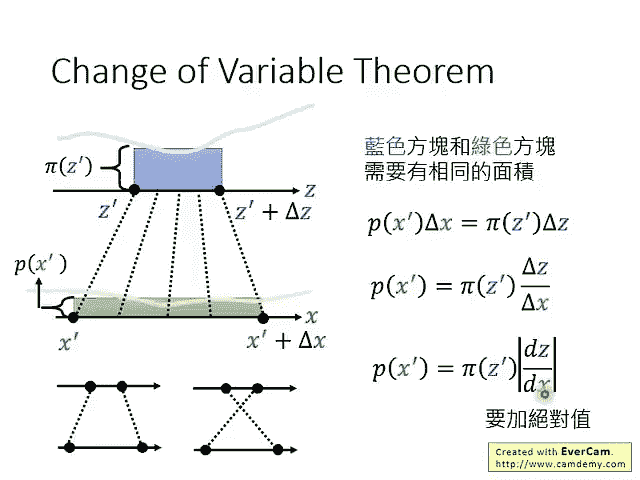 Change of Variable Theorem
π(z′)
z
z′
z′ + Δz
p(x′)
x
x′
x′ + Δx
藍色方塊和綠色方塊
需要有相同的面積
p(x′)Δx = π(z′)Δz
p(x′) = π(z′) Δz/Δx
p(x′) = π(z′)|dz/dx|
要加絕對值
Created with EverCam.
http://www.camdemy.com